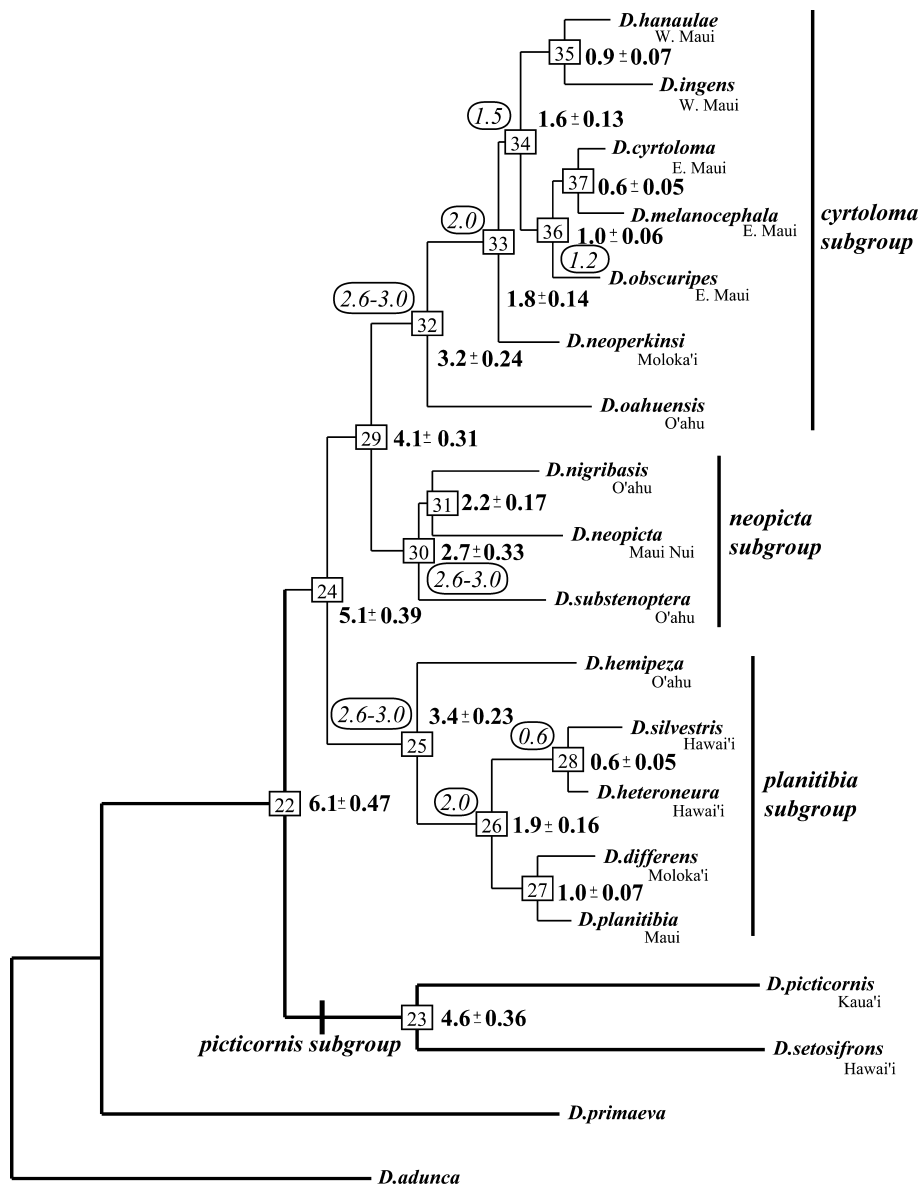 D.hanaulae
W. Maui
35
0.9 ± 0.07
D.ingens
W. Maui
1.5
1.6 ± 0.13
34
D.cyrtoloma
E. Maui
37
0.6 ± 0.05
D.melanocephala
E. Maui
cyrtoloma
subgroup
2.0
33
36
1.0 ± 0.06
1.2
D.obscuripes
E. Maui
1.8 ± 0.14
2.6-3.0
32
D.neoperkinsi
Moloka'i
3.2 ± 0.24
D.oahuensis
O'ahu
29
4.1 ± 0.31
D.nigribasis
O'ahu
31
2.2 ± 0.17
D.neopicta
Maui Nui
neopicta
subgroup
30
2.7 ± 0.33
2.6-3.0
D.substenoptera
O'ahu
24
5.1 ± 0.39
D.hemipeza
O'ahu
2.6-3.0
3.4 ± 0.23
25
D.silvestris
Hawai'i
0.6
28
0.6 ± 0.05
D.heteroneura
Hawai'i
planitibia
subgroup
22
6.1 ± 0.47
2.0
26
1.9 ± 0.16
D.differens
Moloka'i
27
1.0 ± 0.07
D.planitibia
Maui
D.picticornis
Kaua'i
23
4.6 ± 0.36
picticornis subgroup
D.setosifrons
Hawai'i
D.primaeva
D.adunca